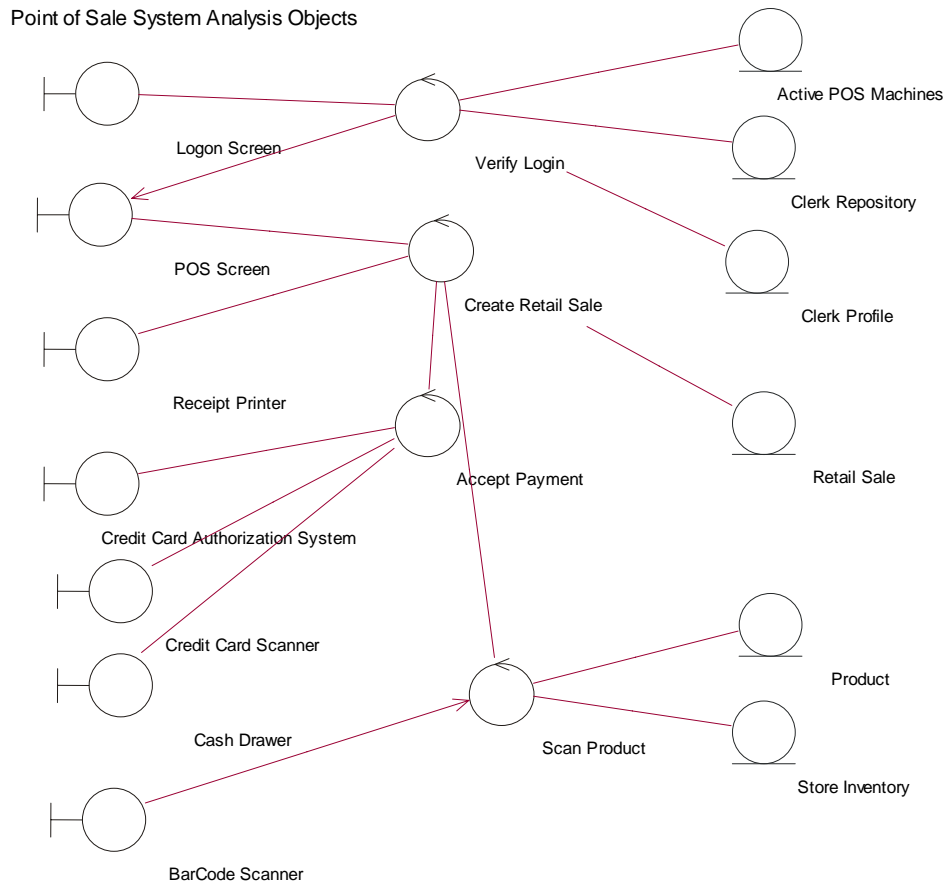 Point of Sale System Analysis Objects
Active POS Machines
Logon Screen
Verify Login
Clerk Repository
POS Screen
Create Retail Sale
Clerk Profile
Receipt Printer
Accept Payment
Retail Sale
Credit Card Authorization System
Credit Card Scanner
Product
Cash Drawer
Scan Product
Store Inventory
BarCode Scanner